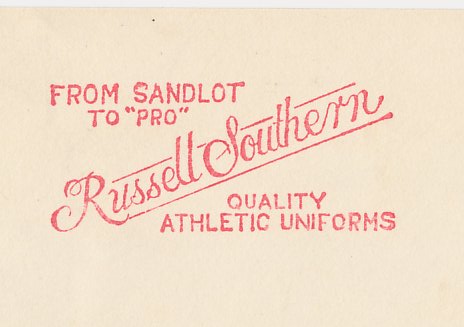 FROM SANDLOT
TO "PRO"
Russell Southern
QUALITY
ATHLETIC UNIFORMS